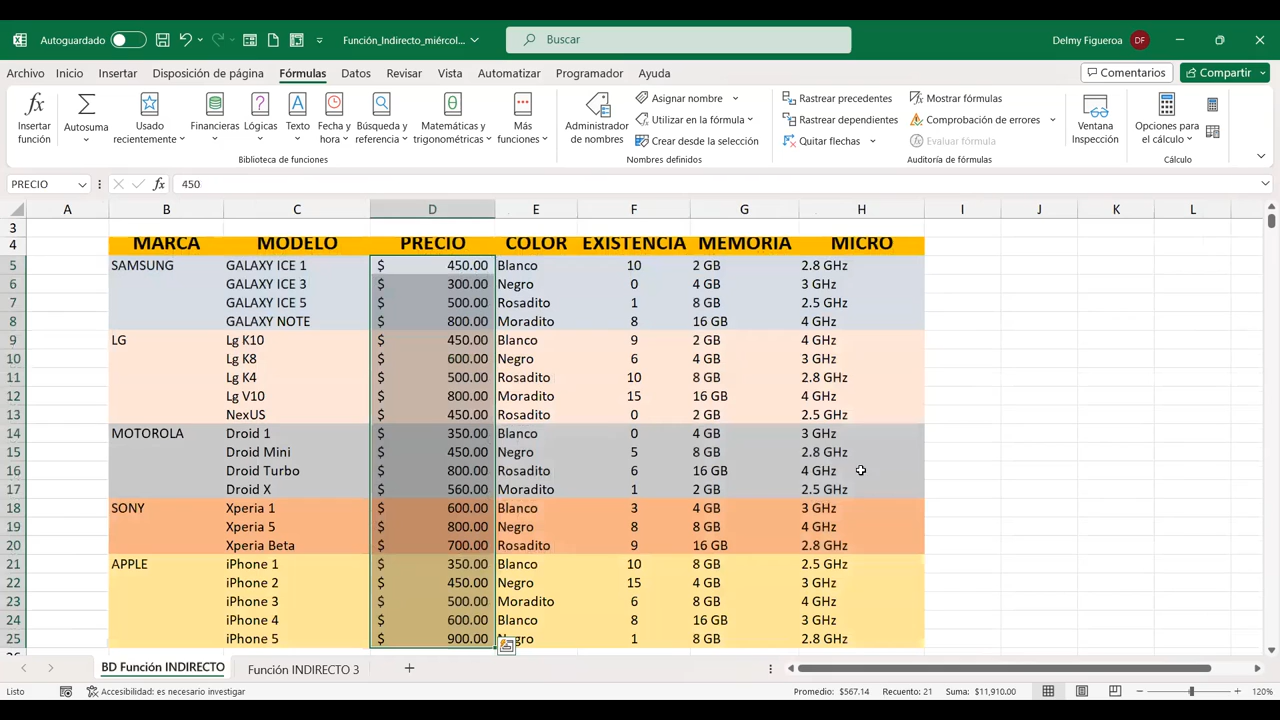 Autoguardado
Función_Indirecto_miércol...
Buscar
Delmy Figueroa
DF
Archivo Inicio Insertar Disposición de página Fórmulas Datos Revisar Vista Automatizar Programador Ayuda
Comentarios
Compartir
Insertar función
Autosuma
Usado recientemente
Financieras
Lógicas
Texto
Fecha y hora
Búsqueda y referencia
Matemáticas y trigonométricas
Más funciones
Biblioteca de funciones
Administrador de nombres
Asignar nombre
Utilizar en la fórmula
Crear desde la selección
Nombres definidos
Rastrear precedentes
Rastrear dependientes
Quitar flechas
Mostrar fórmulas
Comprobación de errores
Evaluar fórmula
Auditoría de fórmulas
Ventana Inspección
Opciones para el cálculo
Cálculo
PRECIO
fx 450
A B C D E F G H I J K L
3
4 MARCA MODELO PRECIO COLOR EXISTENCIA MEMORIA MICRO
5 SAMSUNG GALAXY ICE 1 $ 450.00 Blanco 10 2 GB 2.8 GHz
6 GALAXY ICE 3 $ 300.00 Negro 0 4 GB 3 GHz
7 GALAXY ICE 5 $ 500.00 Rosadito 1 8 GB 2.5 GHz
8 GALAXY NOTE $ 800.00 Moradito 8 16 GB 4 GHz
9 LG Lg K10 $ 450.00 Blanco 9 2 GB 4 GHz
10 Lg K8 $ 600.00 Negro 6 4 GB 3 GHz
11 Lg K4 $ 500.00 Rosadito 10 8 GB 2.8 GHz
12 Lg V10 $ 800.00 Moradito 15 16 GB 4 GHz
13 NexUS $ 450.00 Rosadito 0 2 GB 2.5 GHz
14 MOTOROLA Droid 1 $ 350.00 Blanco 0 4 GB 3 GHz
15 Droid Mini $ 450.00 Negro 5 8 GB 2.8 GHz
16 Droid Turbo $ 800.00 Rosadito 6 16 GB 4 GHz
17 Droid X $ 560.00 Moradito 1 2 GB 2.5 GHz
18 SONY Xperia 1 $ 600.00 Blanco 3 4 GB 3 GHz
19 Xperia 5 $ 800.00 Negro 8 8 GB 4 GHz
20 Xperia Beta $ 700.00 Rosadito 9 16 GB 2.8 GHz
21 APPLE iPhone 1 $ 350.00 Blanco 10 8 GB 2.5 GHz
22 iPhone 2 $ 450.00 Negro 15 4 GB 3 GHz
23 iPhone 3 $ 500.00 Moradito 6 8 GB 4 GHz
24 iPhone 4 $ 600.00 Blanco 8 16 GB 3 GHz
25 iPhone 5 $ 900.00 Negro 1 8 GB 2.8 GHz
BD Función INDIRECTO Función INDIRECTO 3
Listo Accesibilidad: es necesario investigar Promedio: $567.14 Recuento: 21 Suma: $11,910.00 120%